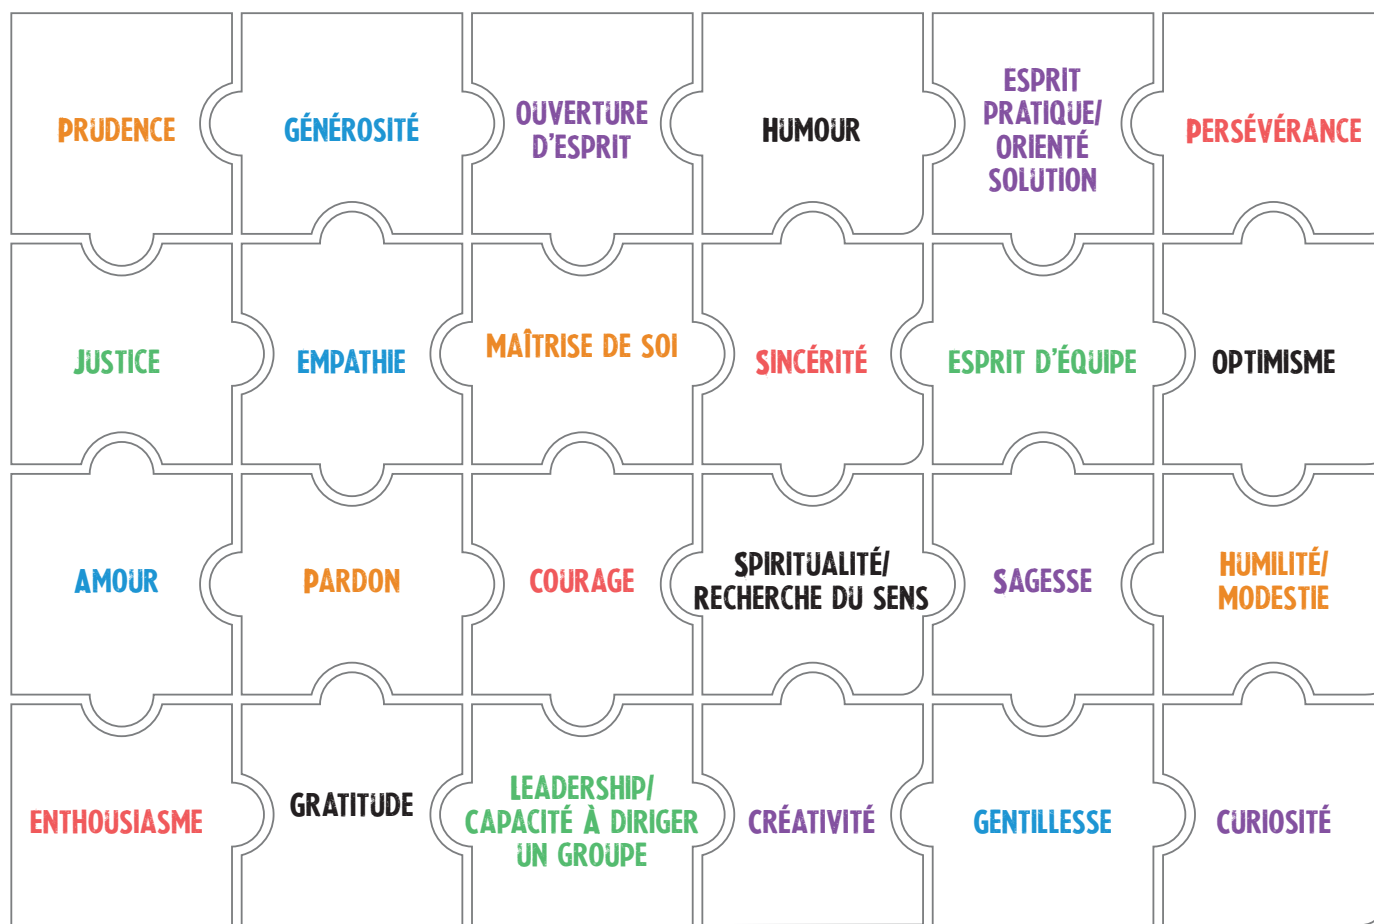 PRUDENCE
GÉNÉROSITÉ
OUVERTURE
D'ESPRIT
HUMOUR
ESPRIT
PRATIQUE/
ORIENTÉ
SOLUTION
PERSÉVÉRANCE
JUSTICE
EMPATHIE
MAÎTRISE DE SOI
SINCÉRITÉ
ESPRIT D'ÉQUIPE
OPTIMISME
AMOUR
PARDON
COURAGE
SPIRITUALITÉ/
RECHERCHE DU SENS
SAGESSE
HUMILITÉ/
MODESTIE
ENTHOUSIASME
GRATITUDE
LEADERSHIP/
CAPACITÉ À DIRIGER
UN GROUPE
CRÉATIVITÉ
GENTILLESSE
CURIOSITÉ